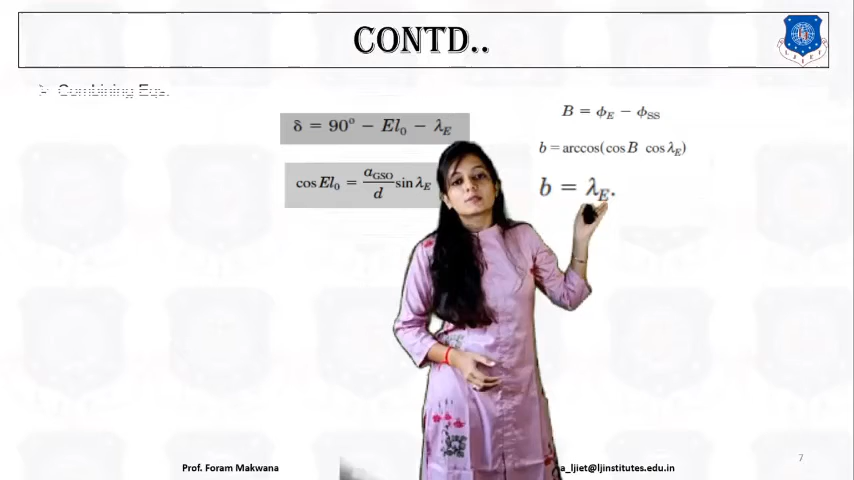 CONTD..
➢ Combining Eqs.
δ = 90° − El₀ − λ_E
cos El₀ = a_GSO/d sin λ_E
B = ϕ_E − ϕ_SS
b = arccos(cos B cos λ_E)
b = λ_E.
Prof. Foram Makwana
a_ljiet@ljinstitutes.edu.in
7